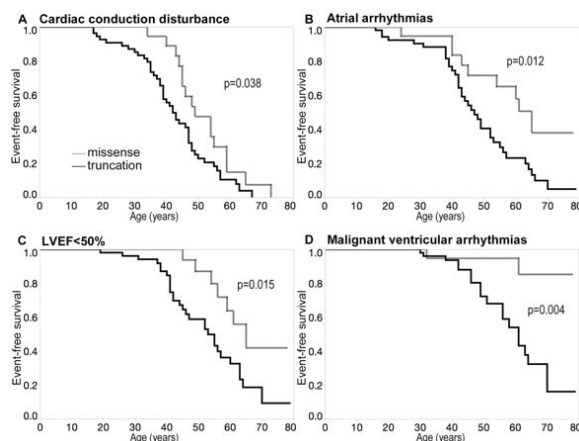 A Cardiac conduction disturbance
1.0
0.8
0.6
0.4
0.2
0.0
Event-free survival
p=0.038
missense
truncation
0 10 20 30 40 50 60 70 80
Age (years)
B Atrial arrhythmias
1.0
0.8
0.6
0.4
0.2
0.0
Event-free survival
p=0.012
0 10 20 30 40 50 60 70 80
Age (years)
C LVEF<50%
1.0
0.8
0.6
0.4
0.2
0.0
Event-free survival
p=0.015
0 10 20 30 40 50 60 70 80
Age (years)
D Malignant ventricular arrhythmias
1.0
0.8
0.6
0.4
0.2
0.0
Event-free survival
p=0.004
0 10 20 30 40 50 60 70 80
Age (years)